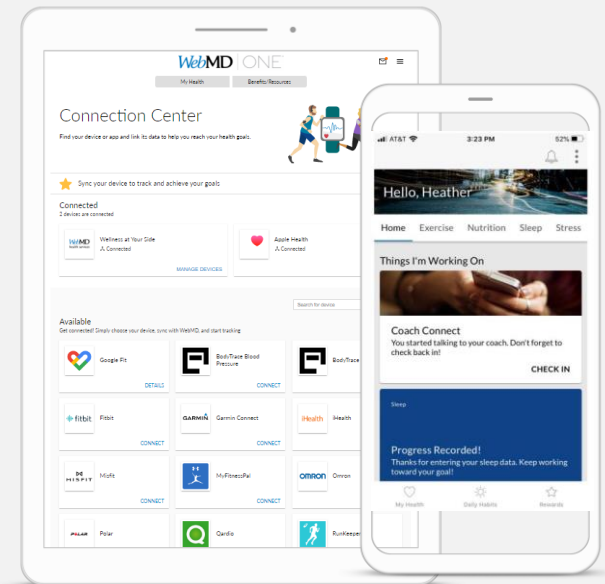 WebMD ONE
My Health
Benefits/Resources
Connection Center
Find your device or app and link its data to help you reach your health goals.
Sync your device to track and achieve your goals
Connected
2 devices are connected
WebMD
health services
Wellness at Your Side
Connected
MANAGE DEVICES
Apple Health
Connected
Search for device
Available
Get connected! Simply choose your device, sync with WebMD, and start tracking
Google Fit
DETAILS
BodyTrace Blood
Pressure
CONNECT
BodyTrace
fitbit
Fitbit
CONNECT
GARMIN
Garmin Connect
CONNECT
iHealth
iHealth
MISFIT
Misfit
CONNECT
MyFitnessPal
CONNECT
OMRON
Omron
POLAR
Polar
Qardio
RunKeeper
AT&T
3:23 PM
52%
Hello, Heather
Home
Exercise
Nutrition
Sleep
Stress
Things I'm Working On
Coach Connect
You started talking to your coach. Don't forget to
check back in!
CHECK IN
Sleep
Progress Recorded!
Thanks for entering your sleep data. Keep working
toward your goal!
My Health
Daily Habits
Rewards